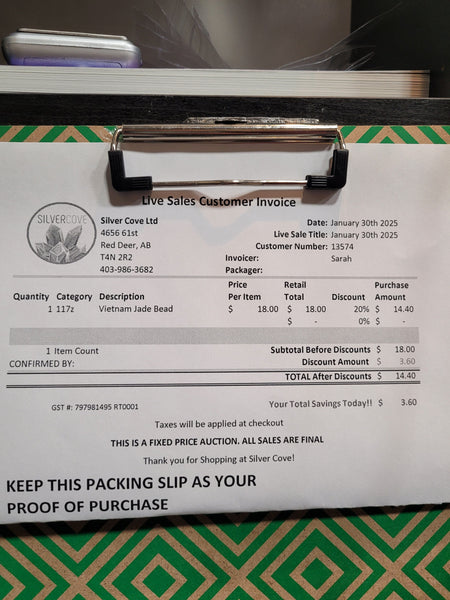 Live Sales Customer Invoice
SILVERCOVE
Silver Cove Ltd
4656 61st
Red Deer, AB
T4N 2R2
403-986-3682
Date: January 30th 2025
Live Sale Title: January 30th 2025
Customer Number: 13574
Invoicer: Sarah
Packager:
Quantity Category Description Price Per Item Retail Total Discount Purchase Amount
1 117z Vietnam Jade Bead $ 18.00 $ 18.00 20% $ 14.40
$ - 0% $ -
1 Item Count Subtotal Before Discounts $ 18.00
CONFIRMED BY: Discount Amount $ 3.60
TOTAL After Discounts $ 14.40
GST #: 797981495 RT0001 Your Total Savings Today!! $ 3.60
Taxes will be applied at checkout
THIS IS A FIXED PRICE AUCTION. ALL SALES ARE FINAL
Thank you for Shopping at Silver Cove!
KEEP THIS PACKING SLIP AS YOUR
PROOF OF PURCHASE